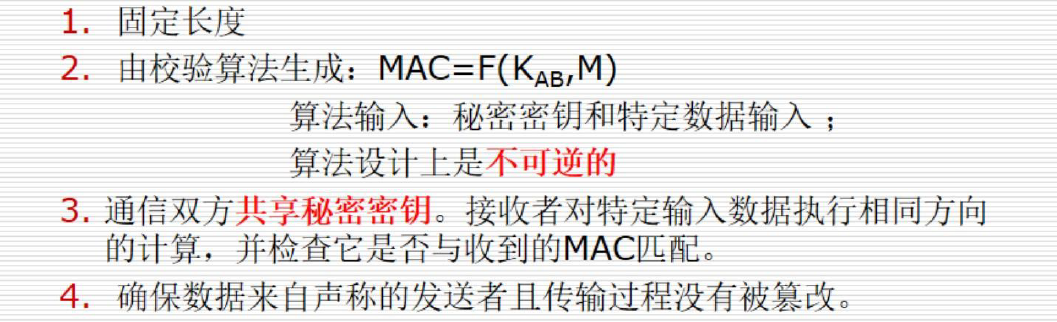 1. 固定长度
2. 由校验算法生成：MAC=F(K_AB,M)
算法输入：秘密密钥和特定数据输入；
算法设计上是不可逆的
3. 通信双方共享秘密密钥。接收者对特定输入数据执行相同方向
的计算，并检查它是否与收到的MAC匹配。
4. 确保数据来自声称的发送者且传输过程没有被篡改。